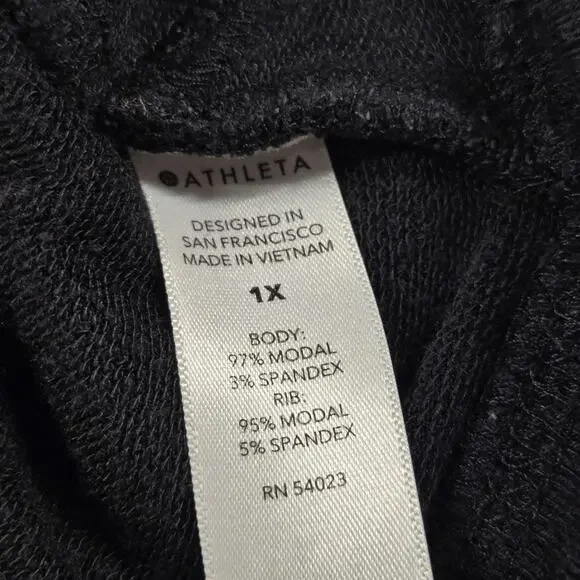 ATHLETA
DESIGNED IN
SAN FRANCISCO
MADE IN VIETNAM
1X
BODY:
97% MODAL
3% SPANDEX
RIB:
95% MODAL
5% SPANDEX
RN 54023